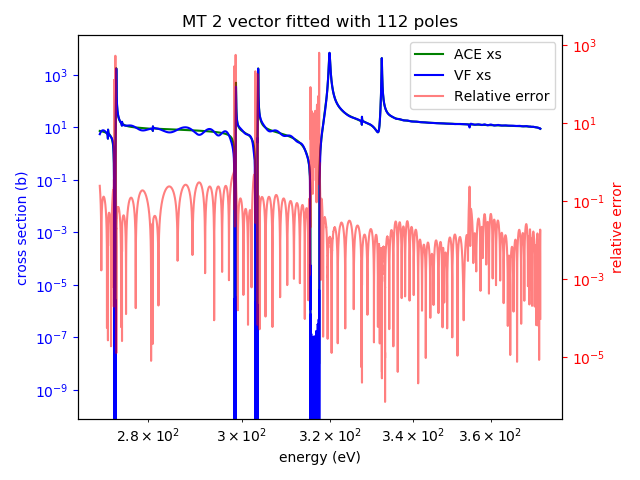 MT 2 vector fitted with 112 poles
ACE xs
VF xs
Relative error
cross section (b)
10³
10¹
10⁻¹
10⁻³
10⁻⁵
10⁻⁷
10⁻⁹
10³
10¹
10⁻¹
10⁻³
10⁻⁵
relative error
2.8 × 10² 3 × 10² 3.2 × 10² 3.4 × 10² 3.6 × 10²
energy (eV)